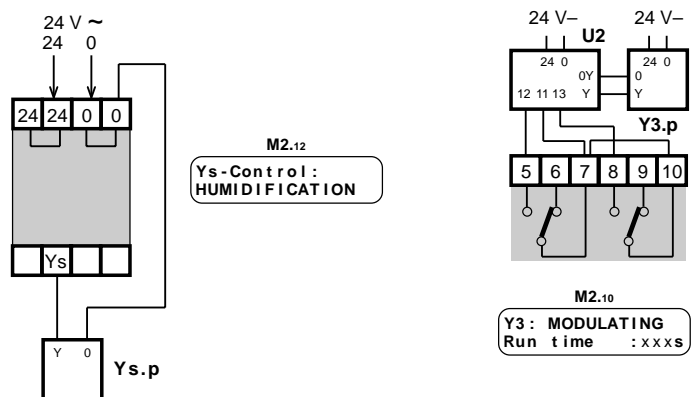 24 V ~
24 0
24 24 0 0
Ys
Y 0
Ys.p
M2.12
Ys-Control:
HUMIDIFICATION
24 V– 24 V–
U2
24 0 24 0
0Y 0
12 11 13 Y Y
Y3.p
5 6 7 8 9 10
M2.10
Y3: MODULATING
Run time :xxxs